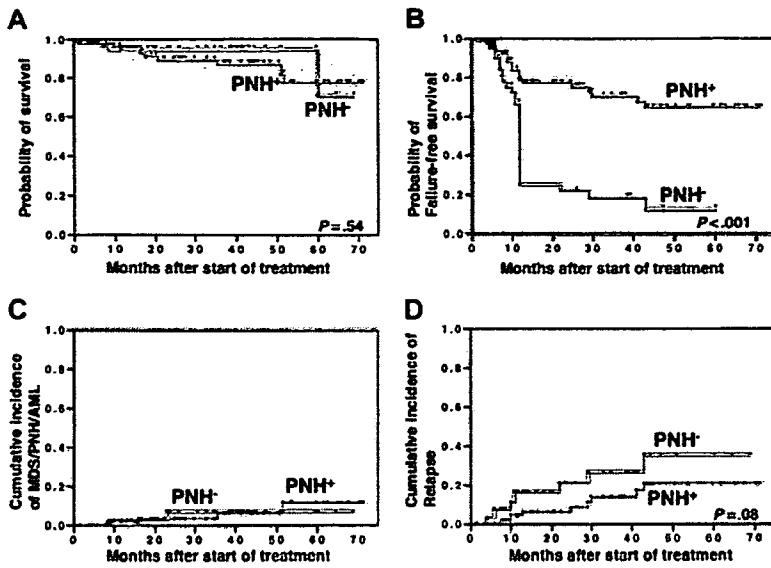 A
Probability of survival
1.0
0.8
0.6
0.4
0.2
0.0
PNH+
PNH-
P=.54
0 10 20 30 40 50 60 70
Months after start of treatment
B
Probability of
Failure-free survival
1.0
0.8
0.6
0.4
0.2
0.0
PNH+
PNH-
P<.001
0 10 20 30 40 50 60 70
Months after start of treatment
C
Cumulative incidence
of MDS/PNH/AML
1.0
0.8
0.6
0.4
0.2
0.0
PNH-
PNH+
0 10 20 30 40 50 60 70
Months after start of treatment
D
Cumulative incidence of
Relapse
1.0
0.8
0.6
0.4
0.2
0.0
PNH-
PNH+
P=.08
0 10 20 30 40 50 60 70
Months after start of treatment